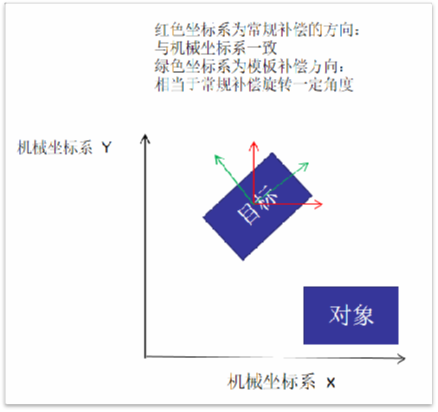 红色坐标系为常规补偿的方向：
与机械坐标系一致
绿色坐标系为模板补偿方向：
相当于常规补偿旋转一定角度
机械坐标系 Y
目标
对象
机械坐标系 X